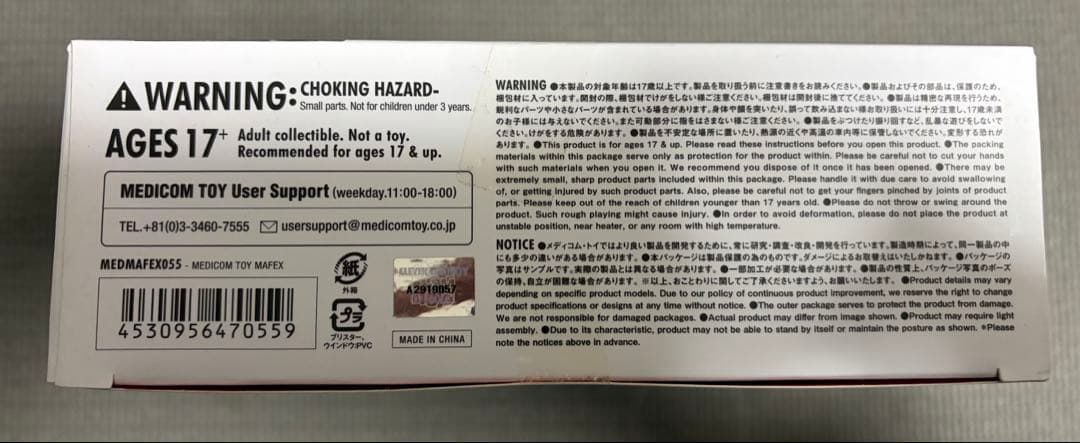 WARNING: CHOKING HAZARD-
Small parts. Not for children under 3 years.
AGES 17+ Adult collectible. Not a toy.
Recommended for ages 17 & up.
MEDICOM TOY User Support (weekday.11:00-18:00)
TEL.+81(0)3-3460-7555 usersupport@medicomtoy.co.jp
MEDMAFEX055 - MEDICOM TOY MAFEX
4530956470559
紙
外箱
プラ
ブリスター、
ウインドウ:PVC
A2919057
MADE IN CHINA
WARNING ●本製品の対象年齢は17歳以上です。製品を取り扱う前に注意書きをお読みください。●製品およびその部品は、保護のため、
梱包材に入っています。開封の際、梱包材でけがをしない様ご注意ください。梱包材は開封後に捨ててください。●製品は精密な再現を行うため、
鋭利なパーツや小さなパーツが含まれている場合があります。身体や顔を突いたり、誤って飲み込まない様お取り扱いには十分注意し、17歳未満
のお子様には与えないでください。また可動部分に指をはさまない様ご注意ください。●製品をぶつけたり振り回すなど、乱暴な遊びをしないで
ください。けがをする危険があります。●製品を不安定な場所に置いたり、熱源の近くや高温の車内等に保管しないでください。変形する恐れが
あります。●This product is for ages 17 & up. Please read these instructions before you open this product. ●The packing
materials within this package serve only as protection for the product within. Please be careful not to cut your hands
with such materials when you open it. We recommend you dispose of it once it has been opened. ●There may be
extremely small, sharp product parts included within this package. Please handle it with due care to avoid swallowing
of, or getting injured by such product parts. Also, please be careful not to get your fingers pinched by joints of product
parts. Please keep out of the reach of children younger than 17 years old. ●Please do not throw or swing around the
product. Such rough playing might cause injury. ●In order to avoid deformation, please do not place the product at
unstable position, near heater, or any room with high temperature.
NOTICE ●メディコム・トイではより良い製品を開発するために、常に研究・調査・改良・開発を行っています。製造時期によって、同一製品の中
にも多少の違いがある場合があります。●本パッケージは製品保護の為のものです。ダメージによるお取替えはいたしかねます。●パッケージの
写真はサンプルです。実際の製品とは異なる場合があります。●一部加工が必要な場合があります。●製品の性質上、パッケージ写真のポーズ
の保持、自立が困難な場合があります。※以上、おことわりに関してご了承くださいますよう、お願いいたします。●Product details may vary
depending on specific product models. Due to our policy of continuous product improvement, we reserve the right to change
product specifications or designs at any time without notice. ●The outer package serves to protect the product from damage.
We are not responsible for damaged packages. ●Actual product may differ from image shown. ●Product may require light
assembly. ●Due to its characteristic, product may not be able to stand by itself or maintain the posture as shown. *Please
note the notices above in advance.